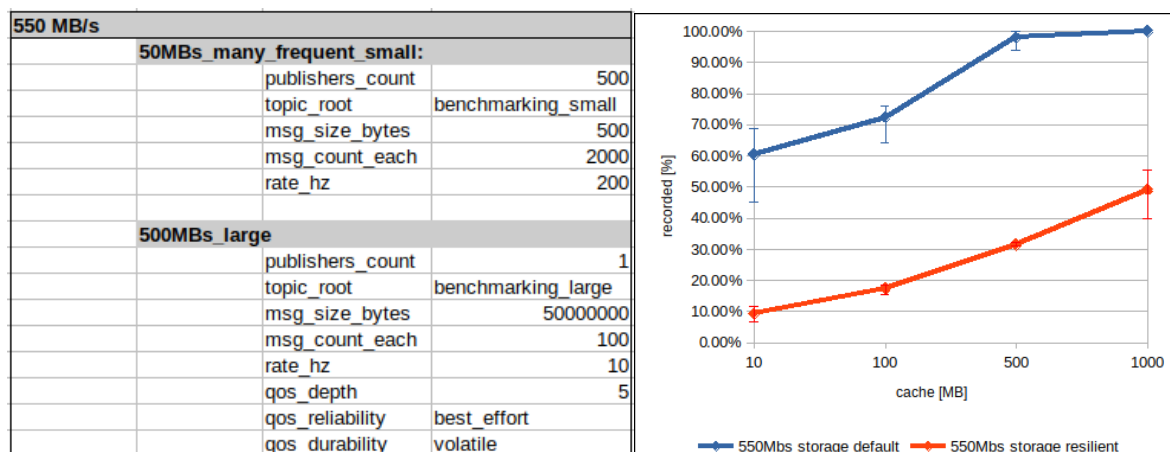 550 MB/s
50MBs_many_frequent_small:
publishers_count 500
topic_root benchmarking_small
msg_size_bytes 500
msg_count_each 2000
rate_hz 200
500MBs_large
publishers_count 1
topic_root benchmarking_large
msg_size_bytes 50000000
msg_count_each 100
rate_hz 10
qos_depth 5
qos_reliability best_effort
qos_durability volatile
100.00%
90.00%
80.00%
70.00%
60.00%
50.00%
40.00%
30.00%
20.00%
10.00%
0.00%
recorded [%]
10 100 500 1000
cache [MB]
550Mbs storage default 550Mbs storage resilient